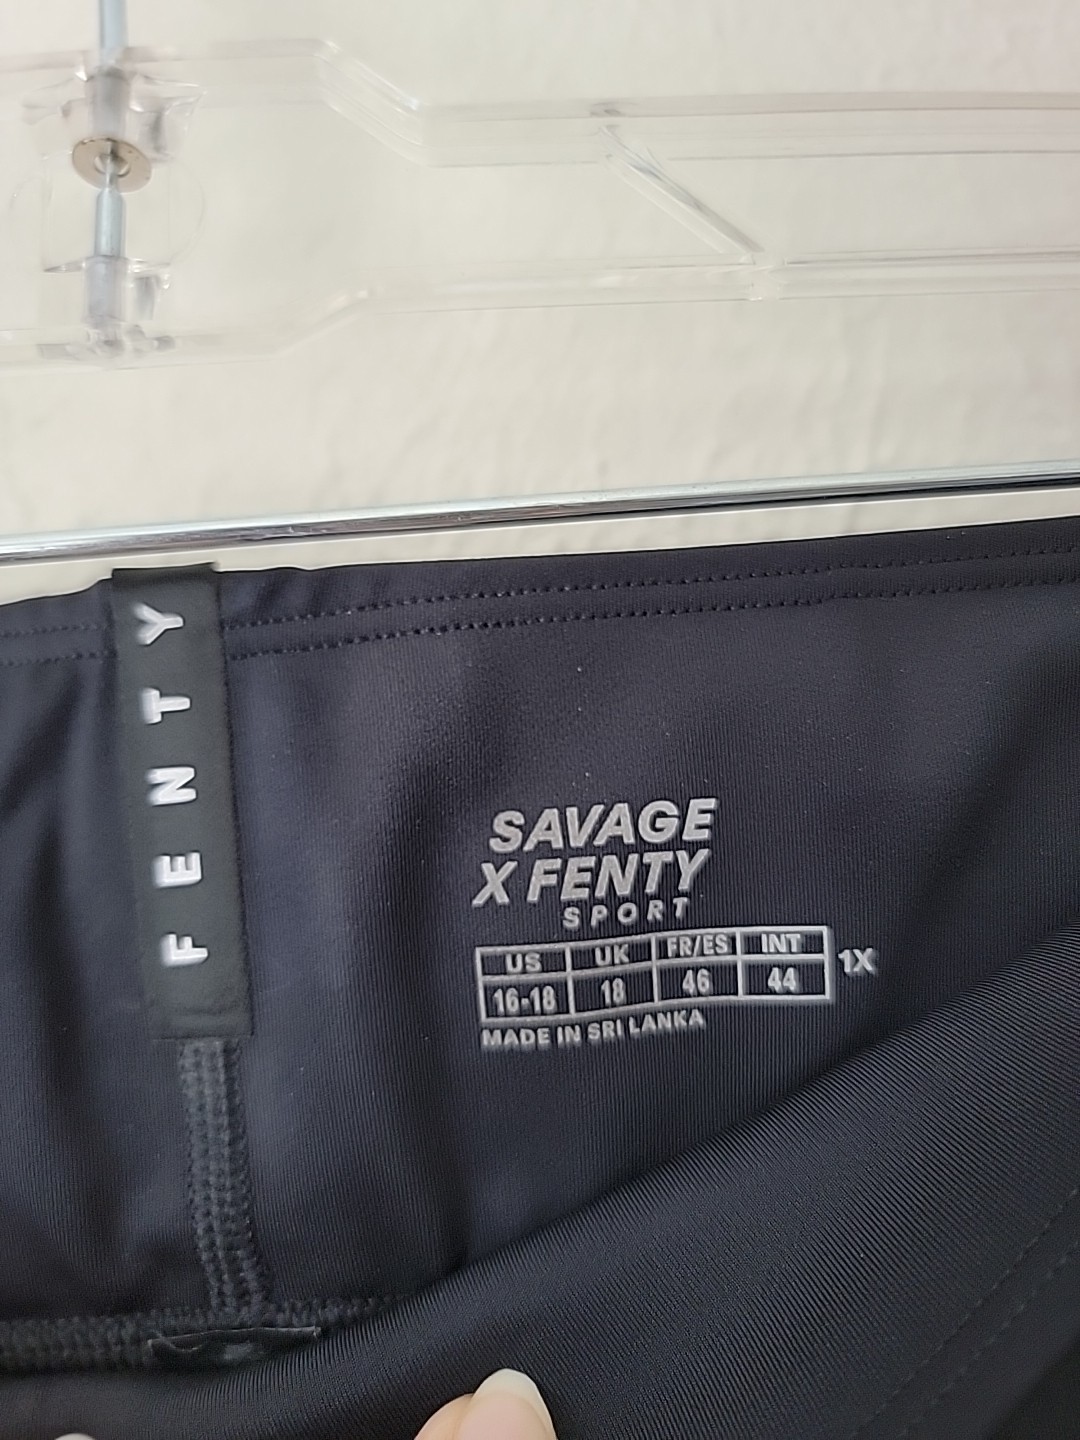 FENTY
SAVAGE
X FENTY
SPORT
US UK FR/ES INT
16-18 18 46 44 1X
MADE IN SRI LANKA